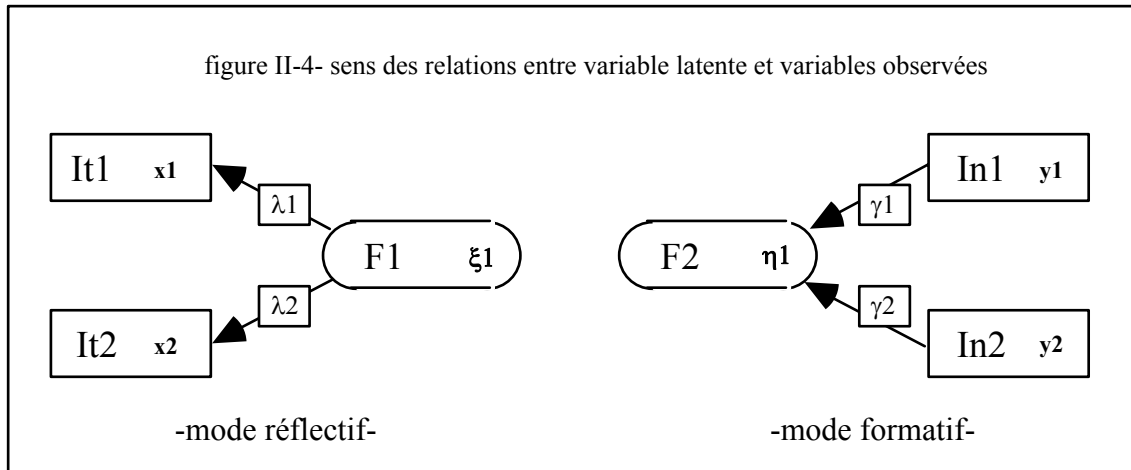 figure II-4- sens des relations entre variable latente et variables observées
It1 x1
λ1
F1 ξ1
λ2
It2 x2
-mode réflectif-
In1 y1
γ1
F2 η1
γ2
In2 y2
-mode formatif-